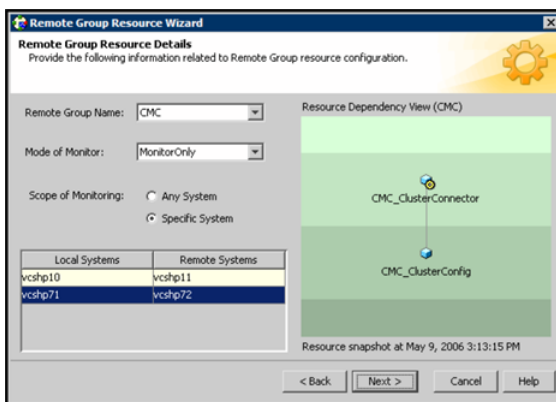 Remote Group Resource Wizard
Remote Group Resource Details
Provide the following information related to Remote Group resource configuration.
Remote Group Name: CMC
Mode of Monitor: MonitorOnly
Scope of Monitoring: Any System
Specific System
Local Systems Remote Systems
vcshp10 vcshp11
vcshp71 vcshp72
Resource Dependency View (CMC)
CMC_ClusterConnector
CMC_ClusterConfig
Resource snapshot at May 9, 2006 3:13:15 PM
< Back Next > Cancel Help